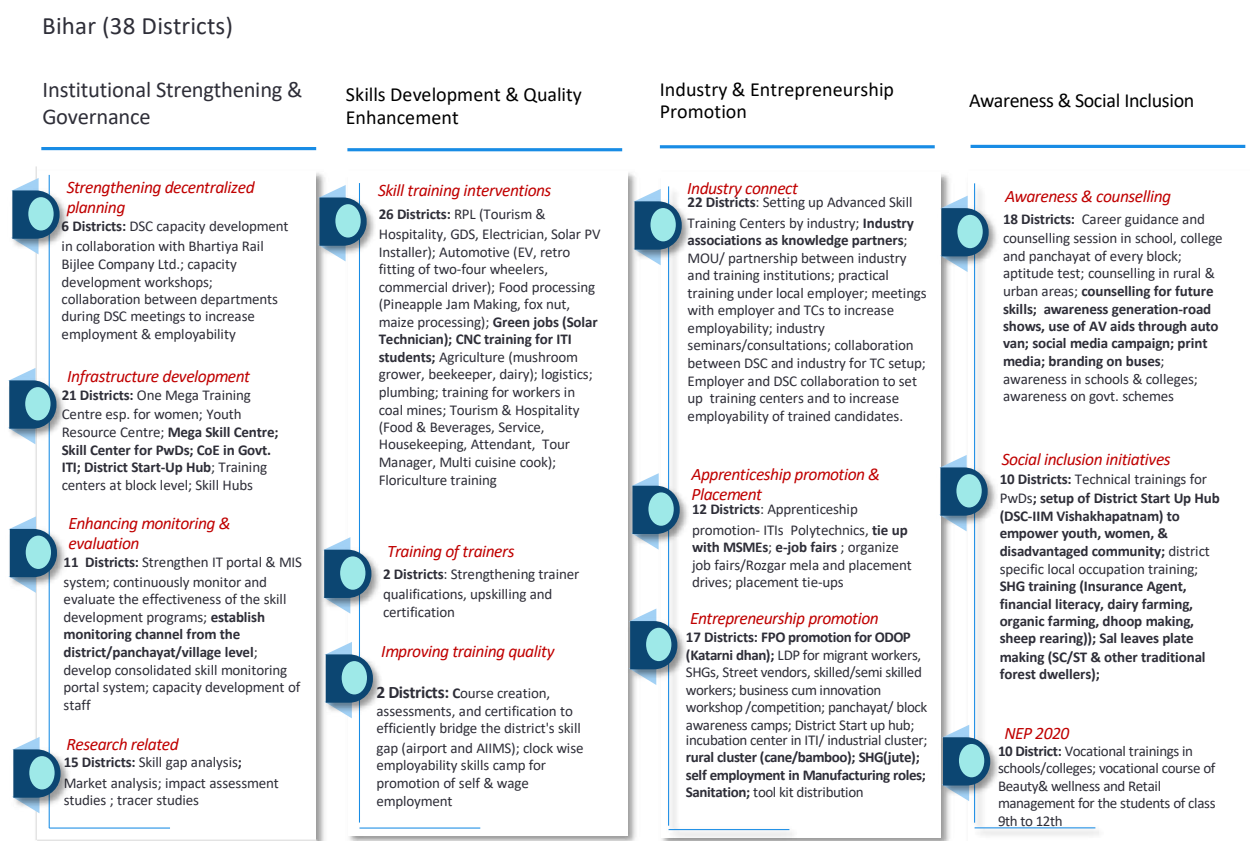 Bihar (38 Districts)
Institutional Strengthening &
Governance
Strengthening decentralized
planning
6 Districts: DSC capacity development
in collaboration with Bhartiya Rail
Bijlee Company Ltd.; capacity
development workshops;
collaboration between departments
during DSC meetings to increase
employment & employability
Infrastructure development
21 Districts: One Mega Training
Centre esp. for women; Youth
Resource Centre; Mega Skill Centre;
Skill Center for PwDs; CoE in Govt.
ITI; District Start-Up Hub; Training
centers at block level; Skill Hubs
Enhancing monitoring &
evaluation
11 Districts: Strengthen IT portal & MIS
system; continuously monitor and
evaluate the effectiveness of the skill
development programs; establish
monitoring channel from the
district/panchayat/village level;
develop consolidated skill monitoring
portal system; capacity development of
staff
Research related
15 Districts: Skill gap analysis;
Market analysis; impact assessment
studies ; tracer studies
Skills Development & Quality
Enhancement
Skill training interventions
26 Districts: RPL (Tourism &
Hospitality, GDS, Electrician, Solar PV
Installer); Automotive (EV, retro
fitting of two-four wheelers,
commercial driver); Food processing
(Pineapple Jam Making, fox nut,
maize processing); Green jobs (Solar
Technician); CNC training for ITI
students; Agriculture (mushroom
grower, beekeeper, dairy); logistics;
plumbing; training for workers in
coal mines; Tourism & Hospitality
(Food & Beverages, Service,
Housekeeping, Attendant, Tour
Manager, Multi cuisine cook);
Floriculture training
Training of trainers
2 Districts: Strengthening trainer
qualifications, upskilling and
certification
Improving training quality
2 Districts: Course creation,
assessments, and certification to
efficiently bridge the district's skill
gap (airport and AIIMS); clock wise
employability skills camp for
promotion of self & wage
employment
Industry & Entrepreneurship
Promotion
Industry connect
22 Districts: Setting up Advanced Skill
Training Centers by industry; Industry
associations as knowledge partners;
MOU/ partnership between industry
and training institutions; practical
training under local employer; meetings
with employer and TCs to increase
employability; industry
seminars/consultations; collaboration
between DSC and industry for TC setup;
Employer and DSC collaboration to set
up training centers and to increase
employability of trained candidates.
Apprenticeship promotion &
Placement
12 Districts: Apprenticeship
promotion- ITIs Polytechnics, tie up
with MSMEs; e-job fairs ; organize
job fairs/Rozgar mela and placement
drives; placement tie-ups
Entrepreneurship promotion
17 Districts: FPO promotion for ODOP
(Katarni dhan); LDP for migrant workers,
SHGs, Street vendors, skilled/semi skilled
workers; business cum innovation
workshop /competition; panchayat/ block
awareness camps; District Start up hub;
incubation center in ITI/ industrial cluster;
rural cluster (cane/bamboo); SHG(jute);
self employment in Manufacturing roles;
Sanitation; tool kit distribution
Awareness & Social Inclusion
Awareness & counselling
18 Districts: Career guidance and
counselling session in school, college
and panchayat of every block;
aptitude test; counselling in rural &
urban areas; counselling for future
skills; awareness generation-road
shows, use of AV aids through auto
van; social media campaign; print
media; branding on buses;
awareness in schools & colleges;
awareness on govt. schemes
Social inclusion initiatives
10 Districts: Technical trainings for
PwDs; setup of District Start Up Hub
(DSC-IIM Vishakhapatnam) to
empower youth, women, &
disadvantaged community; district
specific local occupation training;
SHG training (Insurance Agent,
financial literacy, dairy farming,
organic farming, dhoop making,
sheep rearing)); Sal leaves plate
making (SC/ST & other traditional
forest dwellers);
NEP 2020
10 District: Vocational trainings in
schools/colleges; vocational course of
Beauty& wellness and Retail
management for the students of class
9th to 12th